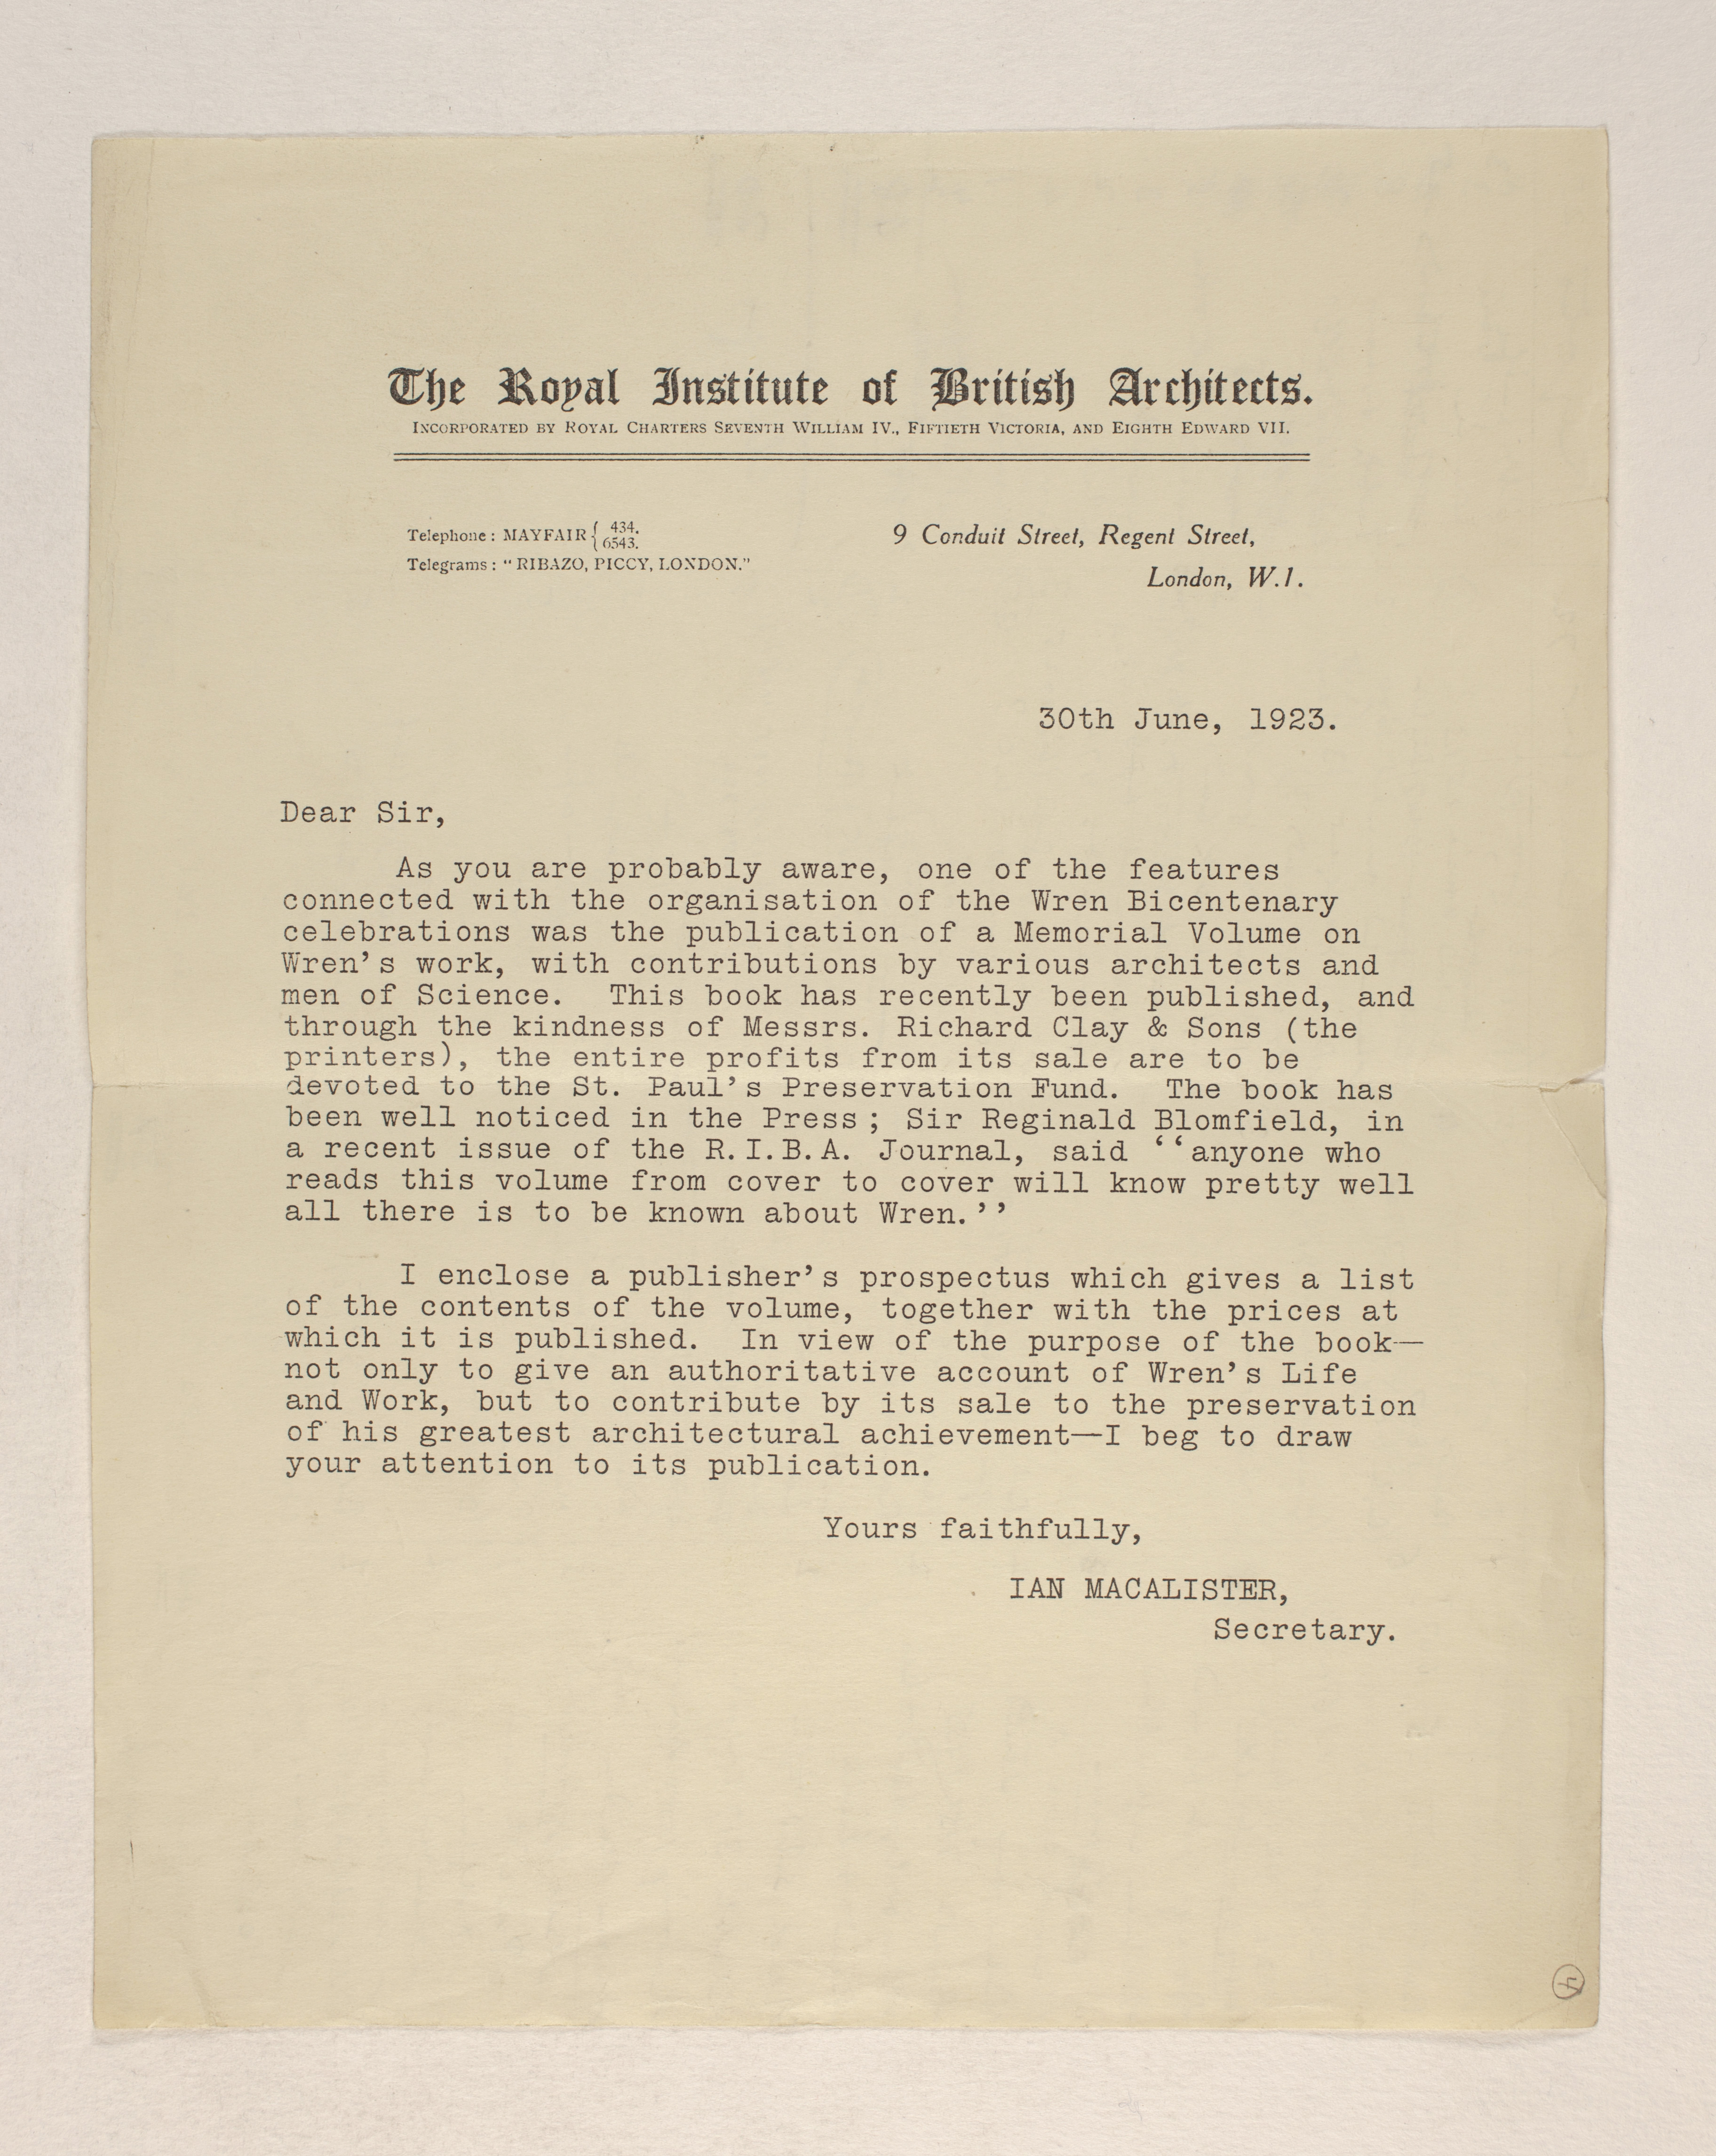 The Royal Institute of British Architects.
INCORPORATED BY ROYAL CHARTERS SEVENTH WILLIAM IV., FIFTIETH VICTORIA, AND EIGHTH EDWARD VII.
Telephone: MAYFAIR { 434.
6543.
Telegrams: “RIBAZO, PICCY, LONDON.”
9 Conduit Street, Regent Street,
London, W.1.
30th June, 1923.
Dear Sir,
As you are probably aware, one of the features
connected with the organisation of the Wren Bicentenary
celebrations was the publication of a Memorial Volume on
Wren’s work, with contributions by various architects and
men of Science. This book has recently been published, and
through the kindness of Messrs. Richard Clay & Sons (the
printers), the entire profits from its sale are to be
devoted to the St. Paul’s Preservation Fund. The book has
been well noticed in the Press; Sir Reginald Blomfield, in
a recent issue of the R.I.B.A. Journal, said ‘‘anyone who
reads this volume from cover to cover will know pretty well
all there is to be known about Wren.’’
I enclose a publisher’s prospectus which gives a list
of the contents of the volume, together with the prices at
which it is published. In view of the purpose of the book—
not only to give an authoritative account of Wren’s Life
and Work, but to contribute by its sale to the preservation
of his greatest architectural achievement—I beg to draw
your attention to its publication.
Yours faithfully,
IAN MACALISTER,
Secretary.